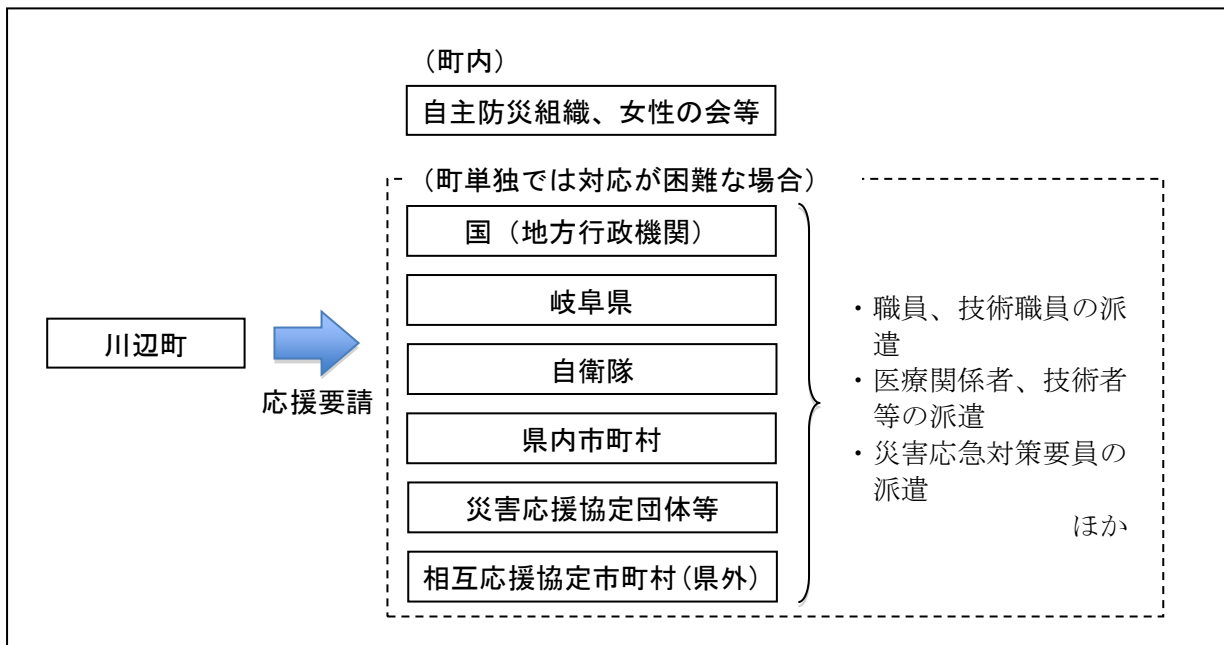 （町内）
自主防災組織、女性の会等
（町単独では対応が困難な場合）
国（地方行政機関）
岐阜県
川辺町
自衛隊
応援要請
県内市町村
災害応援協定団体等
相互応援協定市町村（県外）
・職員、技術職員の派
遣
・医療関係者、技術者
等の派遣
・災害応急対策要員の
派遣
ほか